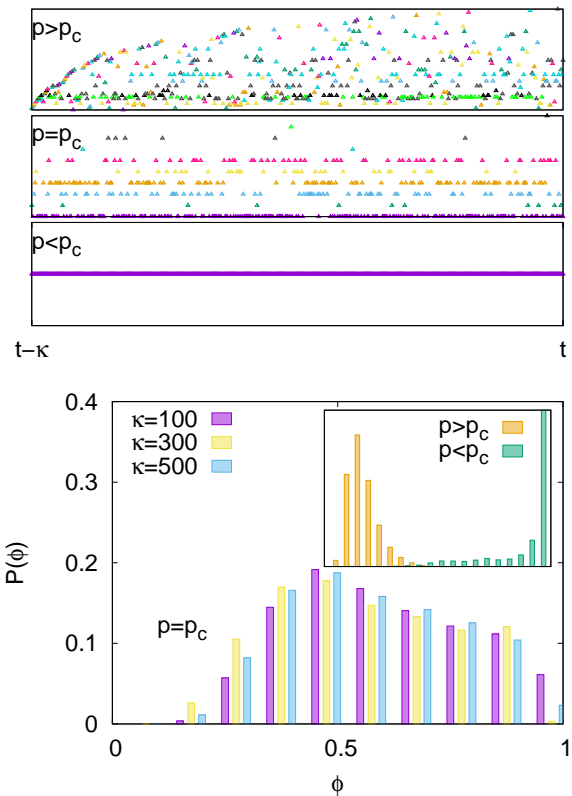 p>p_c
p=p_c
p<p_c
t−κ t
0.4
0.3
0.2
0.1
0
P(ϕ)
κ=100
κ=300
κ=500
p>p_c
p<p_c
p=p_c
0 0.5 1
ϕ